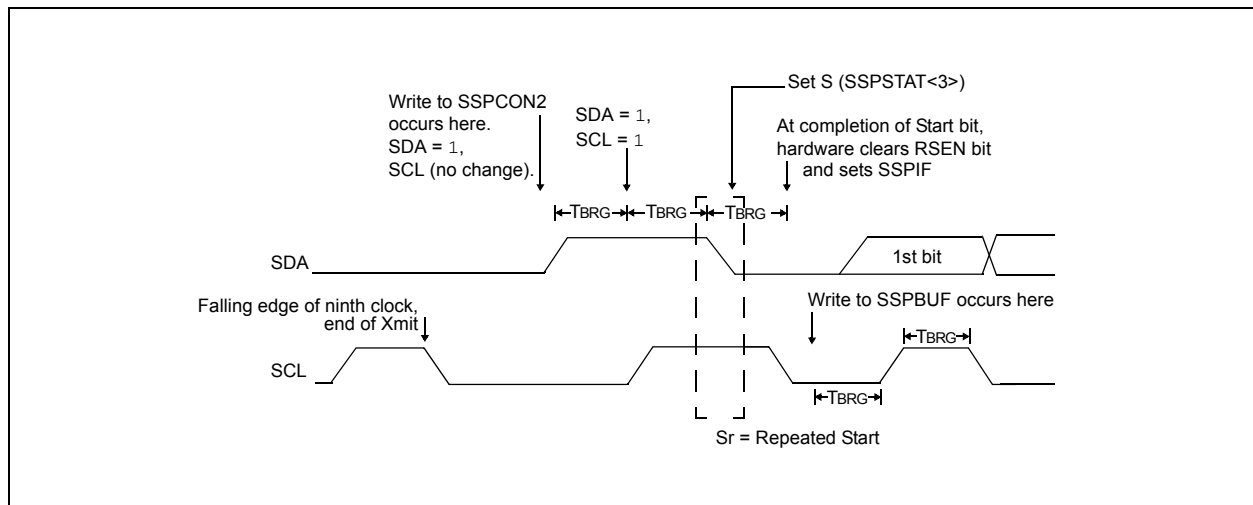 Set S (SSPSTAT<3>)
Write to SSPCON2
occurs here.
SDA = 1,
SCL (no change).
SDA = 1,
SCL = 1
At completion of Start bit,
hardware clears RSEN bit
and sets SSPIF
TBRG
TBRG
TBRG
SDA
1st bit
Write to SSPBUF occurs here
Falling edge of ninth clock,
end of Xmit
TBRG
SCL
TBRG
Sr = Repeated Start